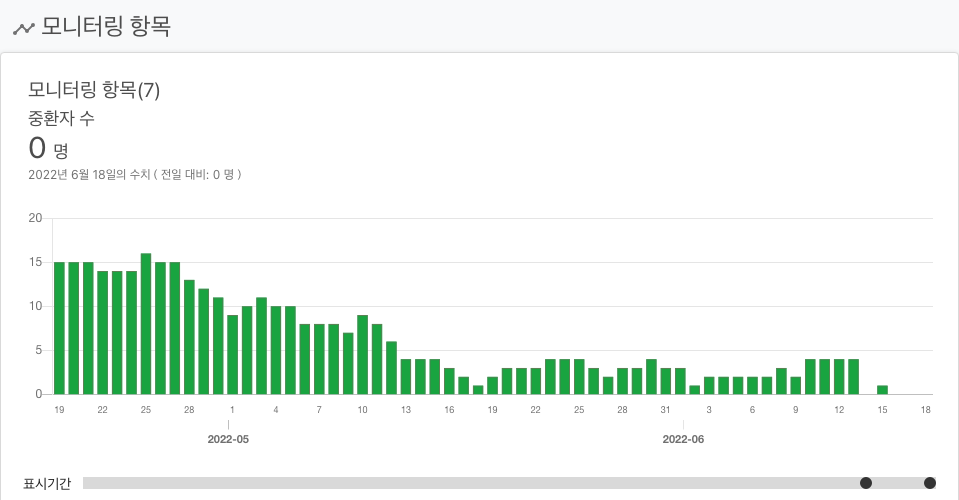 모니터링 항목
모니터링 항목(7)
중환자 수
0 명
2022년 6월 18일의 수치 ( 전일 대비: 0 명 )
20
15
10
5
0
19 22 25 28 1 4 7 10 13 16 19 22 25 28 31 3 6 9 12 15 18
2022-05 2022-06
표시기간